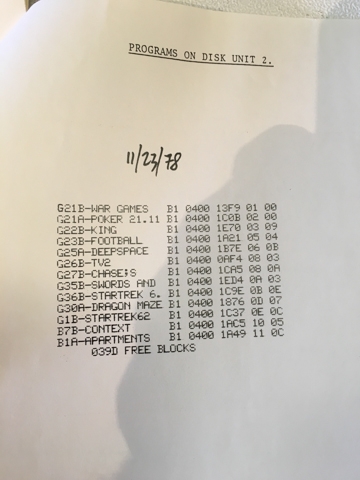 PROGRAMS ON DISK UNIT 2.
11/23/78
G21B-WAR GAMES B1 0400 13F9 01 00
G21A-POKER 21.11 B1 0400 1C0B 02 00
G22B-KING B1 0400 1E70 03 09
G23B-FOOTBALL B1 0400 1A21 05 04
G25A-DEEPSPACE B1 0400 1B7E 06 0B
G26B-TV2 B1 0400 0AF4 08 03
G27B-CHASE!S B1 0400 1CA5 08 0A
G35B-SWORDS AND B1 0400 1ED4 0A 03
G36B-STARTREK 6. B1 0400 1C9E 0B 0E
G30A-DRAGON MAZE B1 0400 1876 0D 07
G1B-STARTREK62 B1 0400 1C37 0E 0C
B7B-CONTEXT B1 0400 1AC5 10 05
B1A-APARTMENTS B1 0400 1A49 11 0C
039D FREE BLOCKS